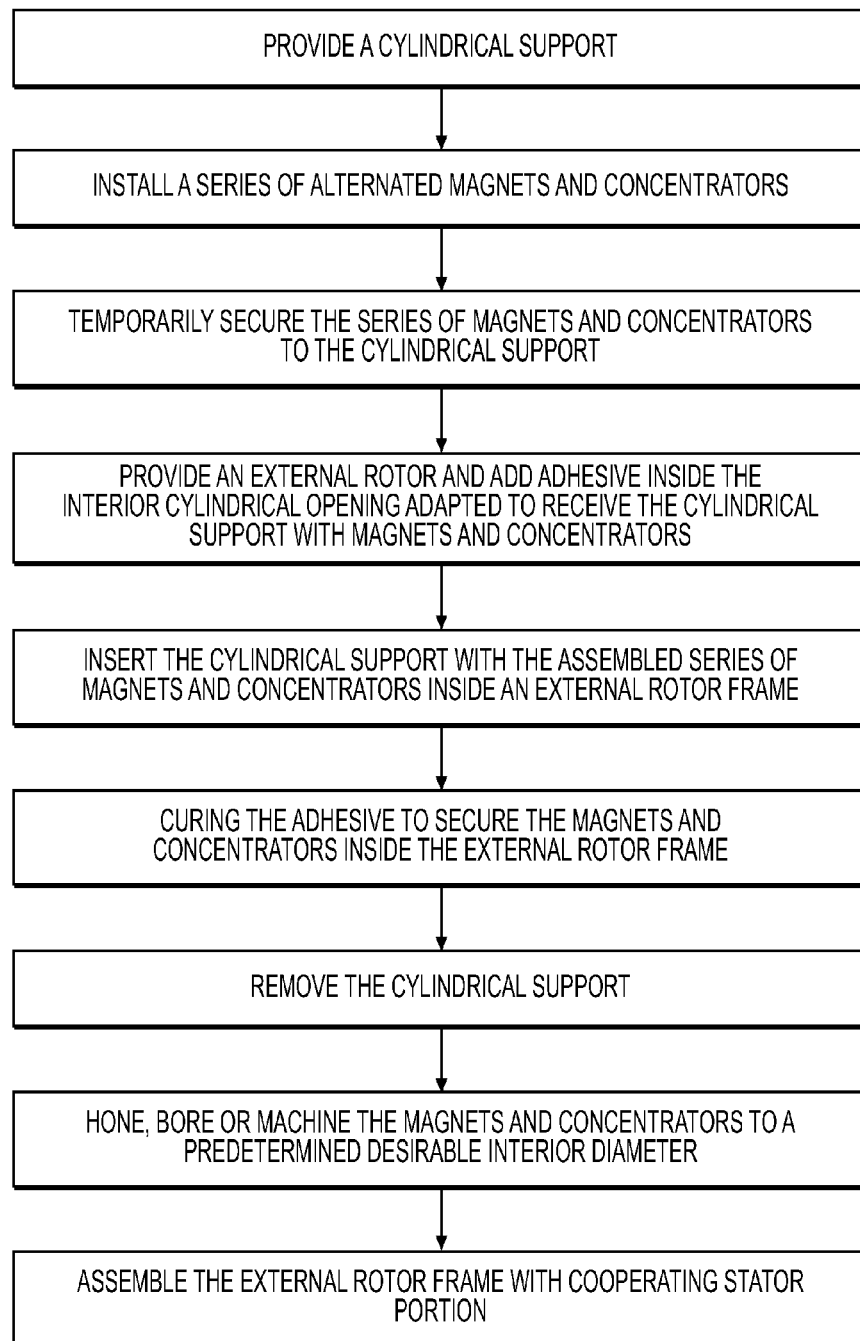 PROVIDE A CYLINDRICAL SUPPORT
INSTALL A SERIES OF ALTERNATED MAGNETS AND CONCENTRATORS
TEMPORARILY SECURE THE SERIES OF MAGNETS AND CONCENTRATORS
TO THE CYLINDRICAL SUPPORT
PROVIDE AN EXTERNAL ROTOR AND ADD ADHESIVE INSIDE THE
INTERIOR CYLINDRICAL OPENING ADAPTED TO RECEIVE THE CYLINDRICAL
SUPPORT WITH MAGNETS AND CONCENTRATORS
INSERT THE CYLINDRICAL SUPPORT WITH THE ASSEMBLED SERIES OF
MAGNETS AND CONCENTRATORS INSIDE AN EXTERNAL ROTOR FRAME
CURING THE ADHESIVE TO SECURE THE MAGNETS AND
CONCENTRATORS INSIDE THE EXTERNAL ROTOR FRAME
REMOVE THE CYLINDRICAL SUPPORT
HONE, BORE OR MACHINE THE MAGNETS AND CONCENTRATORS TO A
PREDETERMINED DESIRABLE INTERIOR DIAMETER
ASSEMBLE THE EXTERNAL ROTOR FRAME WITH COOPERATING STATOR
PORTION